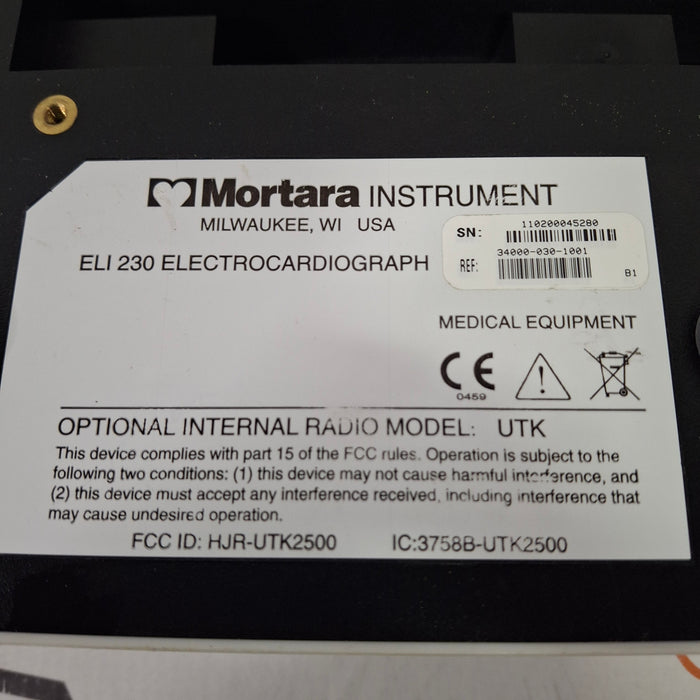 Mortara INSTRUMENT
MILWAUKEE, WI USA
ELI 230 ELECTROCARDIOGRAPH
SN: 110200045280
REF: 34000-030-1001
B1
MEDICAL EQUIPMENT
CE
0459
OPTIONAL INTERNAL RADIO MODEL: UTK
This device complies with part 15 of the FCC rules. Operation is subject to the
following two conditions: (1) this device may not cause harmful interference, and
(2) this device must accept any interference received, including interference that
may cause undesired operation.
FCC ID: HJR-UTK2500 IC:3758B-UTK2500